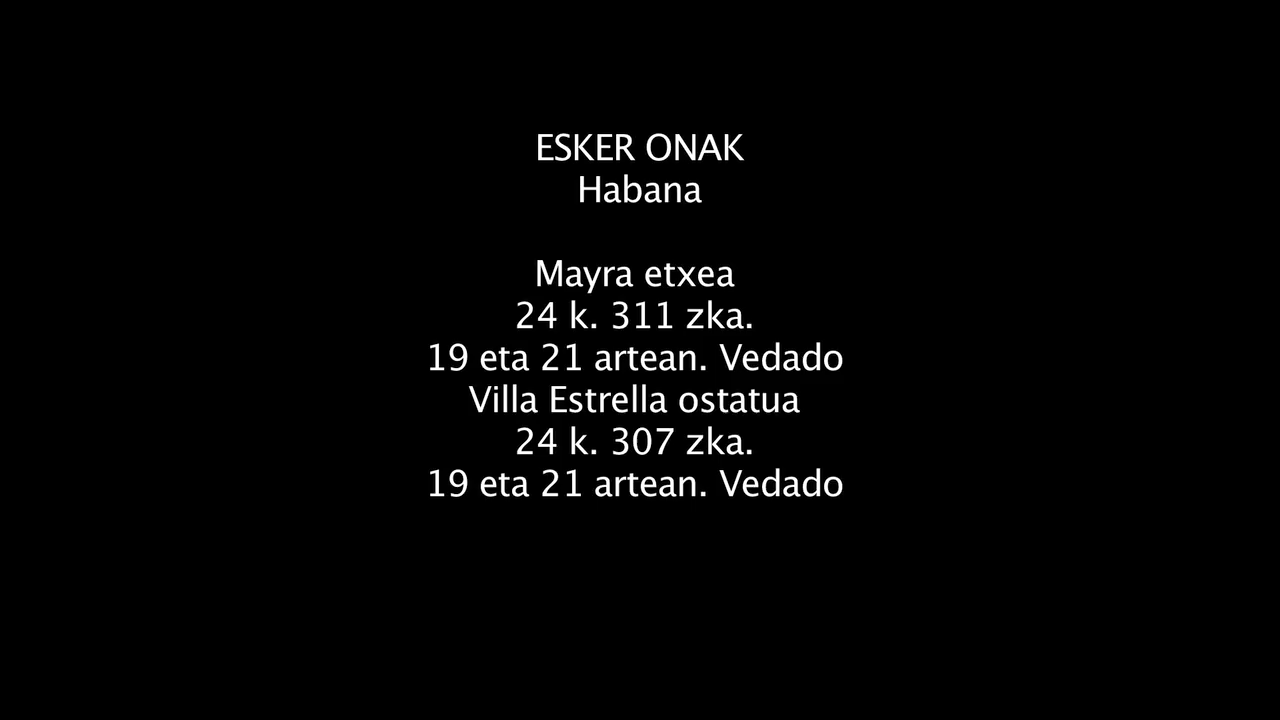 ESKER ONAK
Habana
Mayra etxea
24 k. 311 zka.
19 eta 21 artean. Vedado
Villa Estrella ostatua
24 k. 307 zka.
19 eta 21 artean. Vedado